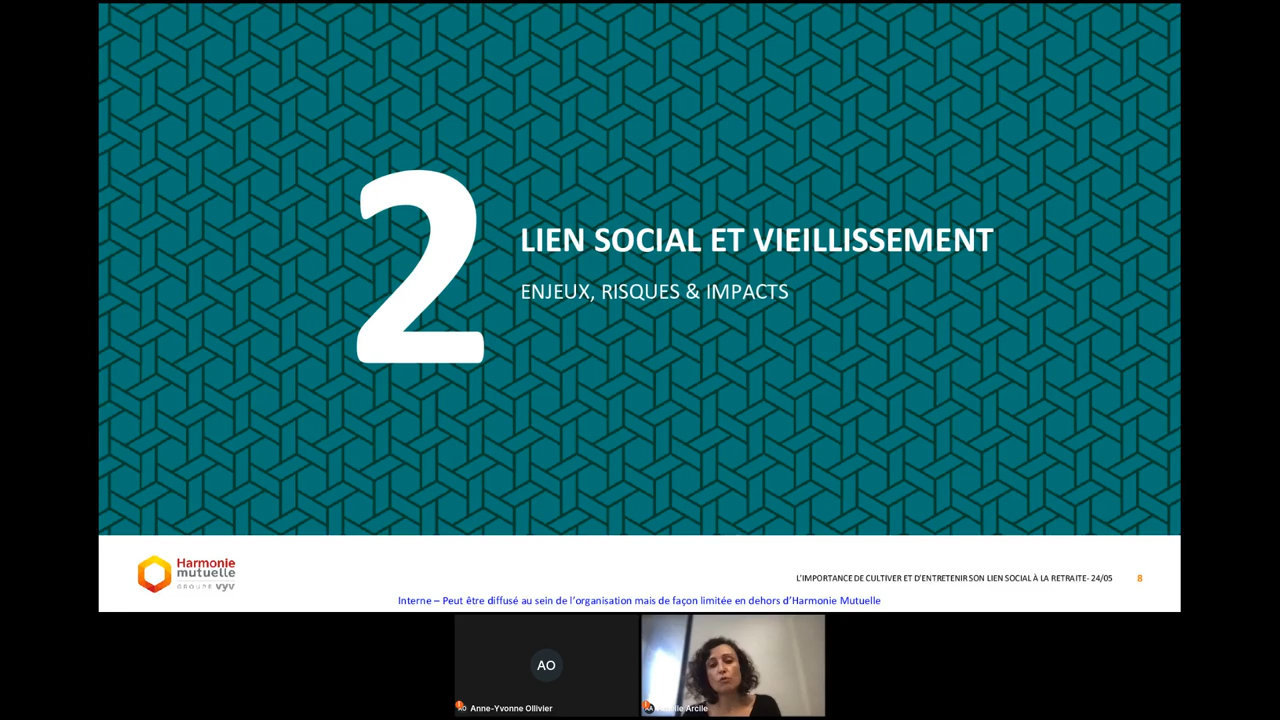 2
LIEN SOCIAL ET VIEILLISSEMENT
ENJEUX, RISQUES & IMPACTS
Harmonie
mutuelle
GROUPE vyv
L'IMPORTANCE DE CULTIVER ET D'ENTRETENIR SON LIEN SOCIAL À LA RETRAITE- 24/05
8
Interne – Peut être diffusé au sein de l'organisation mais de façon limitée en dehors d'Harmonie Mutuelle
AO
AO
Anne-Yvonne Ollivier
Arcile